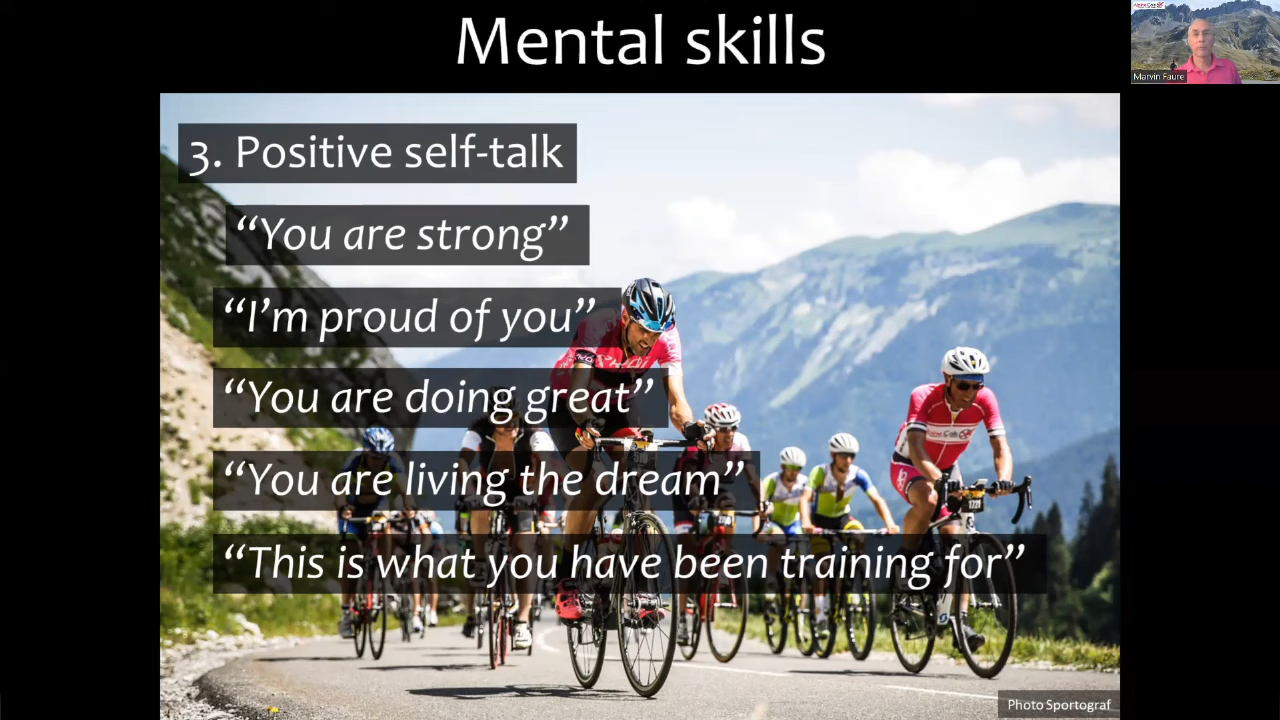 Mental skills
Marvin Faure
3. Positive self-talk
“You are strong”
“I’m proud of you”
“You are doing great”
“You are living the dream”
“This is what you have been training for”
Photo Sportograf